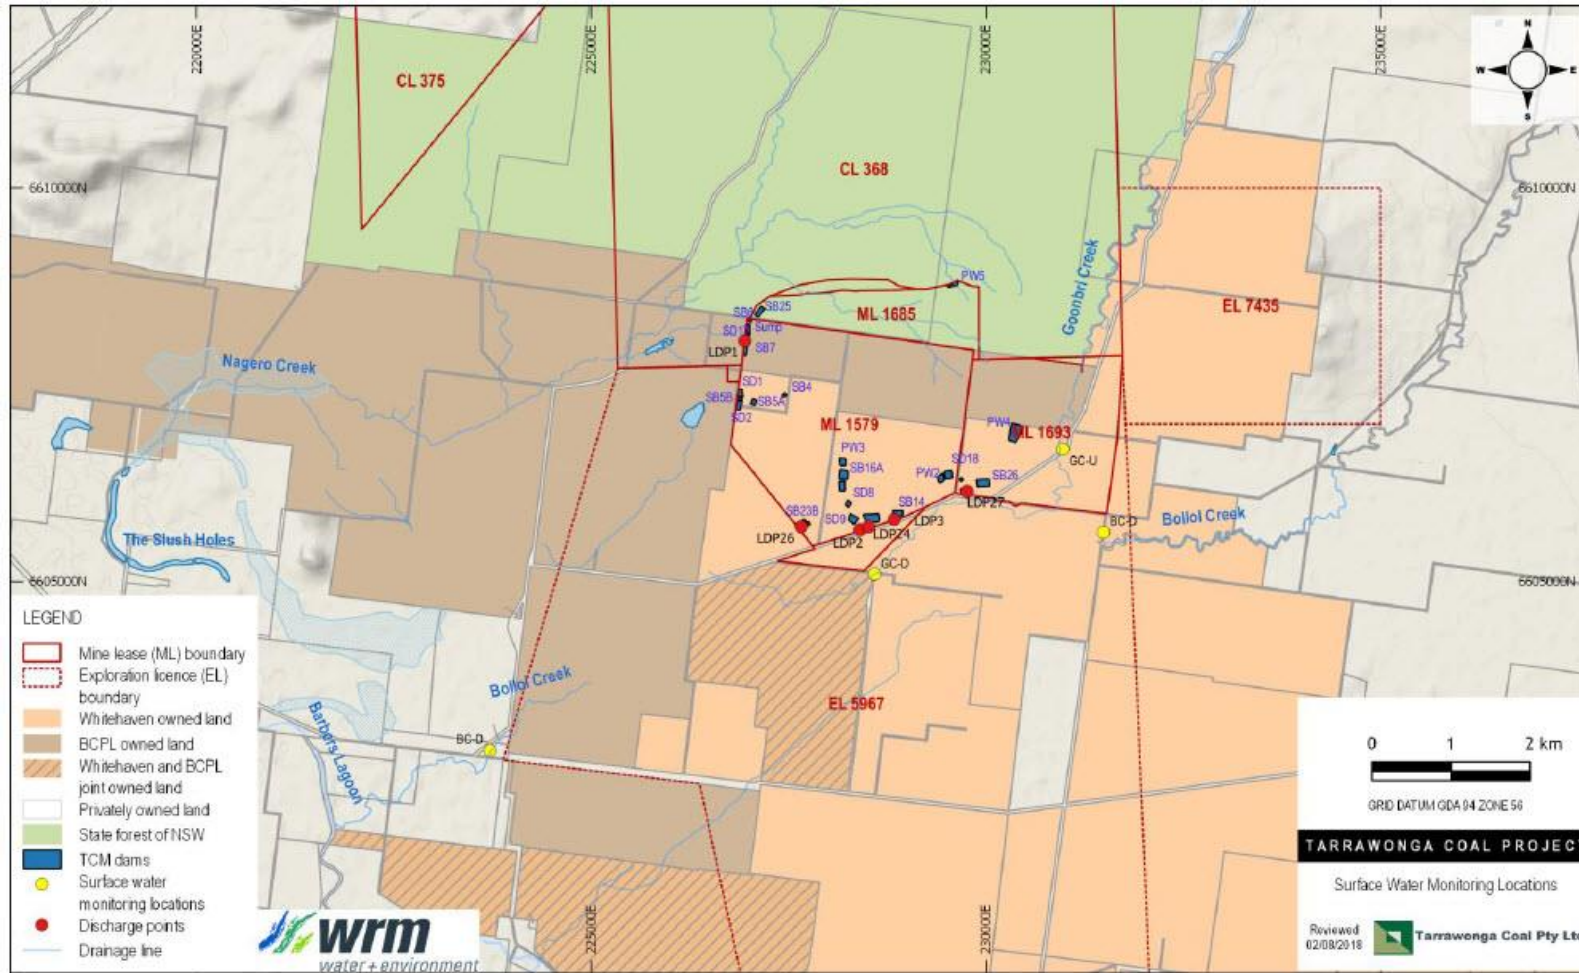 220000E
225000E
230000E
235000E
N
W
E
S
CL 375
CL 368
6610000N
6610000N
Goonbri Creek
PW5
EL 7435
SB25
ML 1685
Sump
LDP1
SB7
Nagero Creek
SD1
SB4
SB5B
SB5A
SD2
ML 1579
PW4
ML 1693
PW3
GC-U
SB16A
SD18
PW2
SB26
SD8
SB14
LDP27
SB23B
SD9
LDP3
BC-D
Bollol Creek
The Slush Holes
LDP26
LDP2
LDP24
GC-D
6605000N
6605000N
LEGEND
Mine lease (ML) boundary
Exploration licence (EL)
boundary
Whitehaven owned land
BCPL owned land
Whitehaven and BCPL
joint owned land
Privately owned land
State forest of NSW
TCM dams
Surface water
monitoring locations
Discharge points
Drainage line
Bollol Creek
EL 5967
BC-D
Barbers Lagoon
0 1 2 km
GRID DATUM GDA 94 ZONE 56
TARRAWONGA COAL PROJECT
Surface Water Monitoring Locations
Reviewed
02/08/2018
Tarrawonga Coal Pty Ltd
wrm
water + environment
225000E
230000E